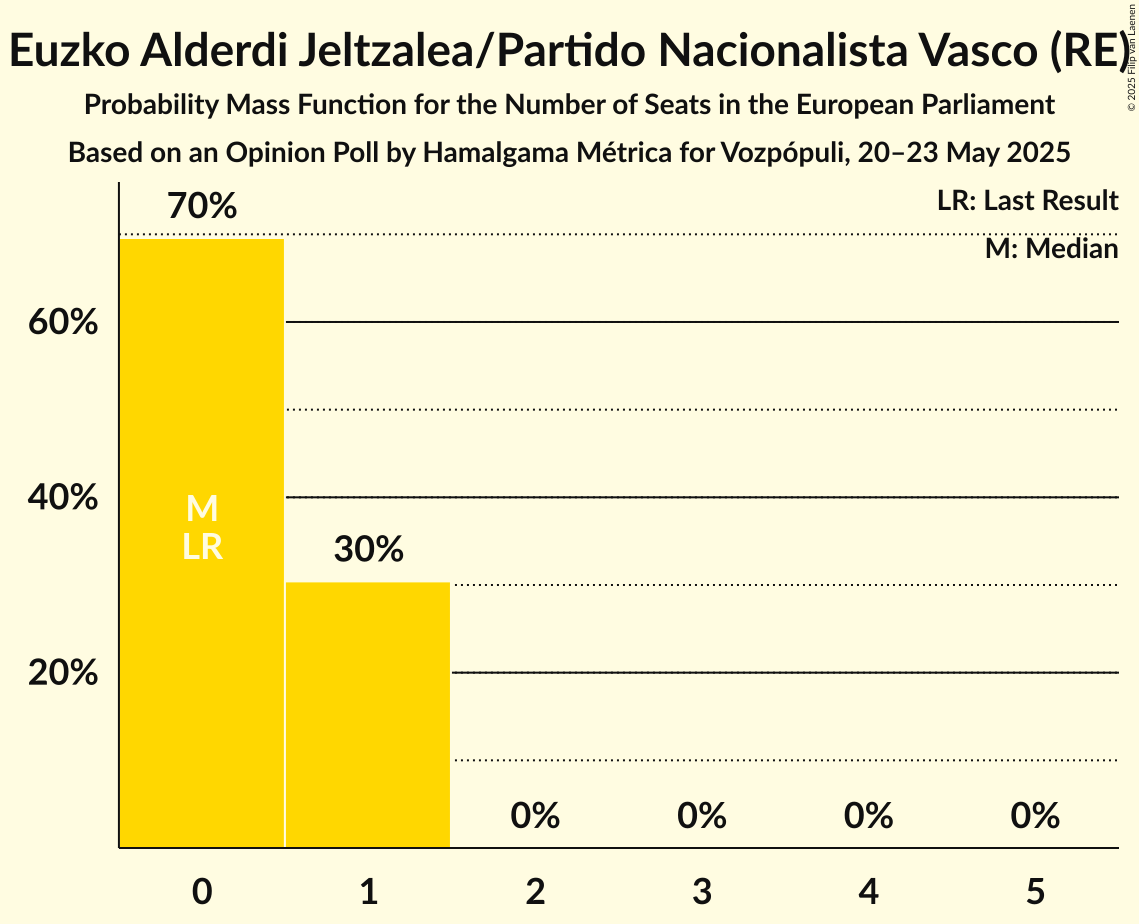 Euzko Alderdi Jeltzalea/Partido Nacionalista Vasco (RE)
© 2025 Filip van Laenen
Probability Mass Function for the Number of Seats in the European Parliament
Based on an Opinion Poll by Hamalgama Métrica for Vozpópuli, 20–23 May 2025
LR: Last Result
M: Median
70%
60%
40%
M
LR
30%
20%
0%
0%
0%
0%
0
1
2
3
4
5